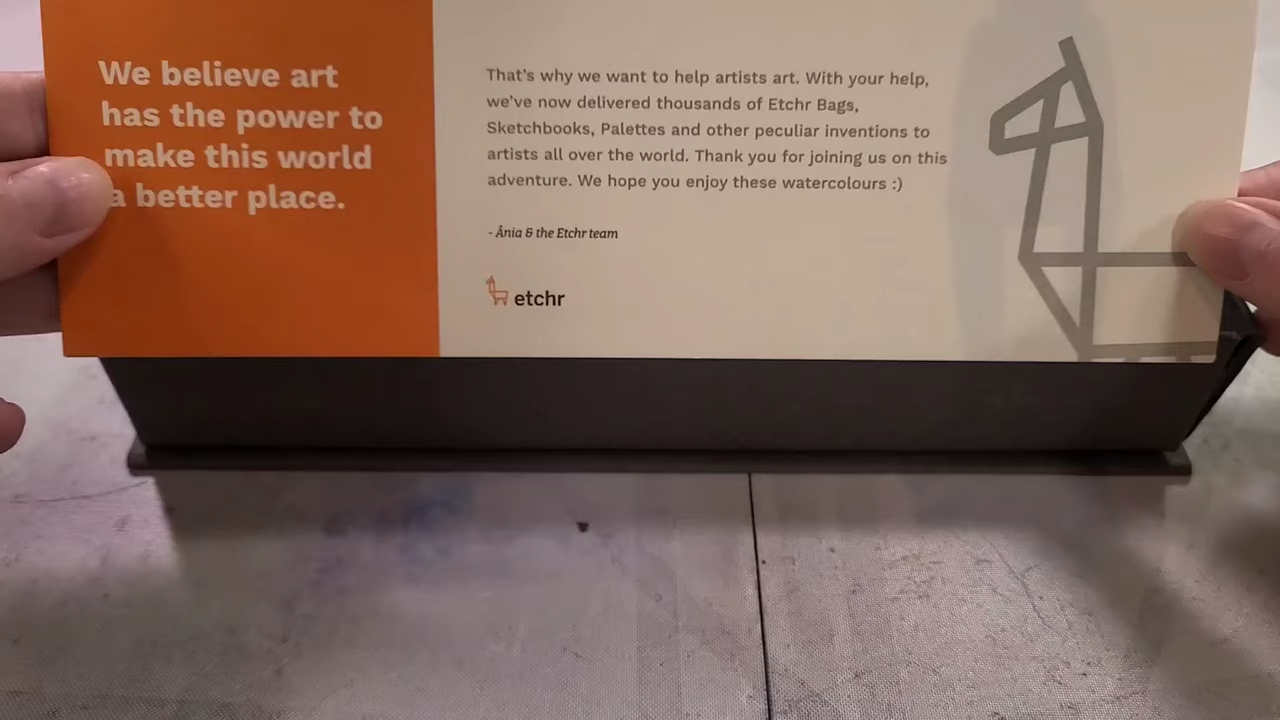 We believe art
has the power to
make this world
a better place.
That's why we want to help artists art. With your help,
we've now delivered thousands of Etchr Bags,
Sketchbooks, Palettes and other peculiar inventions to
artists all over the world. Thank you for joining us on this
adventure. We hope you enjoy these watercolours :)
- Ània & the Etchr team
etchr